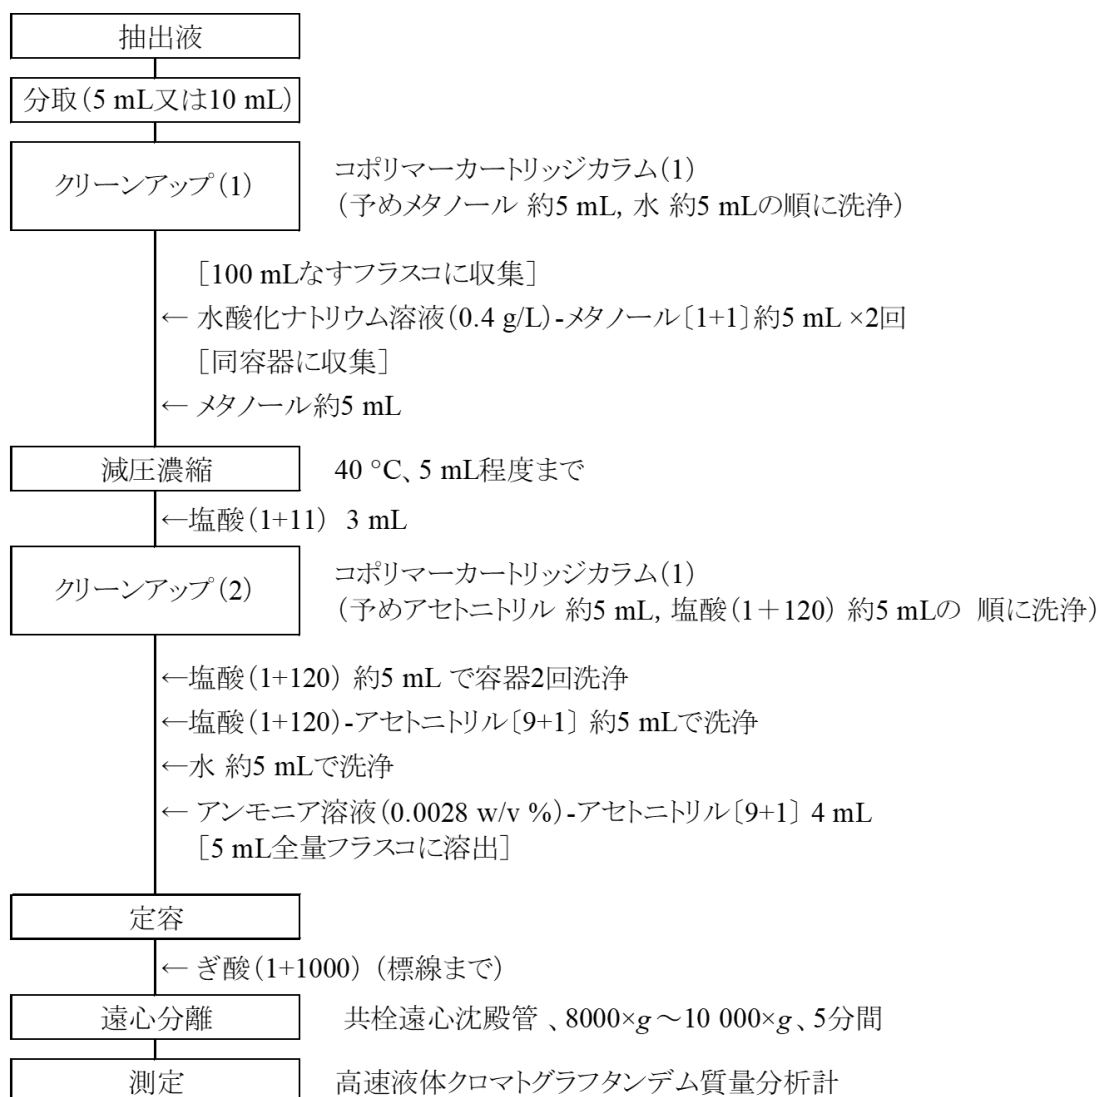 抽出液
分取(5 mL又は10 mL)
クリーンアップ(1)
コポリマーカートリッジカラム(1)
(予めメタノール 約5 mL, 水 約5 mLの順に洗浄)
[100 mLなすフラスコに収集]
← 水酸化ナトリウム溶液(0.4 g/L)-メタノール〔1+1〕約5 mL ×2回
[同容器に収集]
← メタノール約5 mL
減圧濃縮
40 °C、5 mL程度まで
←塩酸(1+11) 3 mL
クリーンアップ(2)
コポリマーカートリッジカラム(1)
(予めアセトニトリル 約5 mL, 塩酸(1+120) 約5 mLの 順に洗浄)
←塩酸(1+120) 約5 mL で容器2回洗浄
←塩酸(1+120)-アセトニトリル〔9+1〕 約5 mLで洗浄
←水 約5 mLで洗浄
← アンモニア溶液(0.0028 w/v %)-アセトニトリル〔9+1〕 4 mL
[5 mL全量フラスコに溶出]
定容
← ぎ酸(1+1000) (標線まで)
遠心分離
共栓遠心沈殿管 、8000×g～10 000×g、5分間
測定
高速液体クロマトグラフタンデム質量分析計